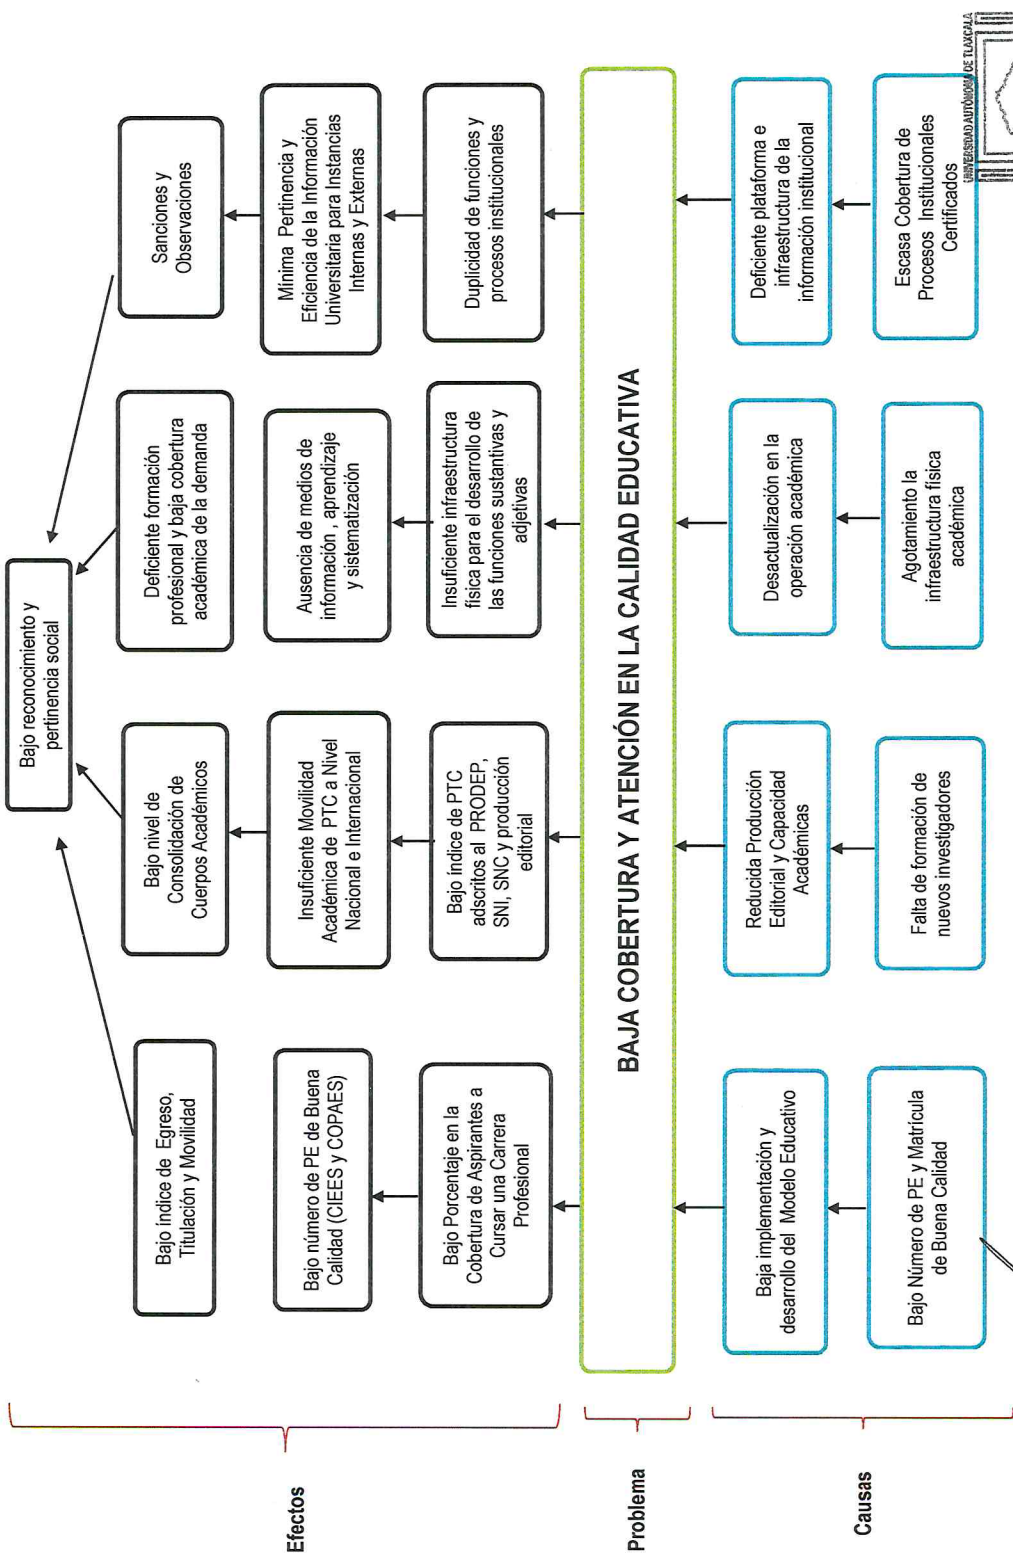 Efectos
Bajo reconocimiento y
pertinencia social
Bajo índice de Egreso,
Titulación y Movilidad
Bajo nivel de
Consolidación de
Cuerpos Académicos
Deficiente formación
profesional y baja cobertura
académica de la demanda
Sanciones y
Observaciones
Bajo número de PE de Buena
Calidad (CIEES y COPAES)
Insuficiente Movilidad
Académica de PTC a Nivel
Nacional e Internacional
Ausencia de medios de
información , aprendizaje
y sistematización
Mínima Pertinencia y
Eficiencia de la Información
Universitaria para Instancias
Internas y Externas
Bajo Porcentaje en la
Cobertura de Aspirantes a
Cursar una Carrera
Profesional
Bajo índice de PTC
adscritos al PRODEP,
SNI, SNC y producción
editorial
Insuficiente infraestructura
física para el desarrollo de
las funciones sustantivas y
adjetivas
Duplicidad de funciones y
procesos institucionales
Problema
BAJA COBERTURA Y ATENCIÓN EN LA CALIDAD EDUCATIVA
Causas
Baja implementación y
desarrollo del Modelo Educativo
Reducida Producción
Editorial y Capacidad
Académicas
Desactualización en la
operación académica
Deficiente plataforma e
infraestructura de la
información institucional
Bajo Número de PE y Matrícula
de Buena Calidad
Falta de formación de
nuevos investigadores
Agotamiento la
infraestructura física
académica
Escasa Cobertura de
Procesos Institucionales
Certificados
UNIVERSIDAD AUTÓNOMA DE TLAXCALA